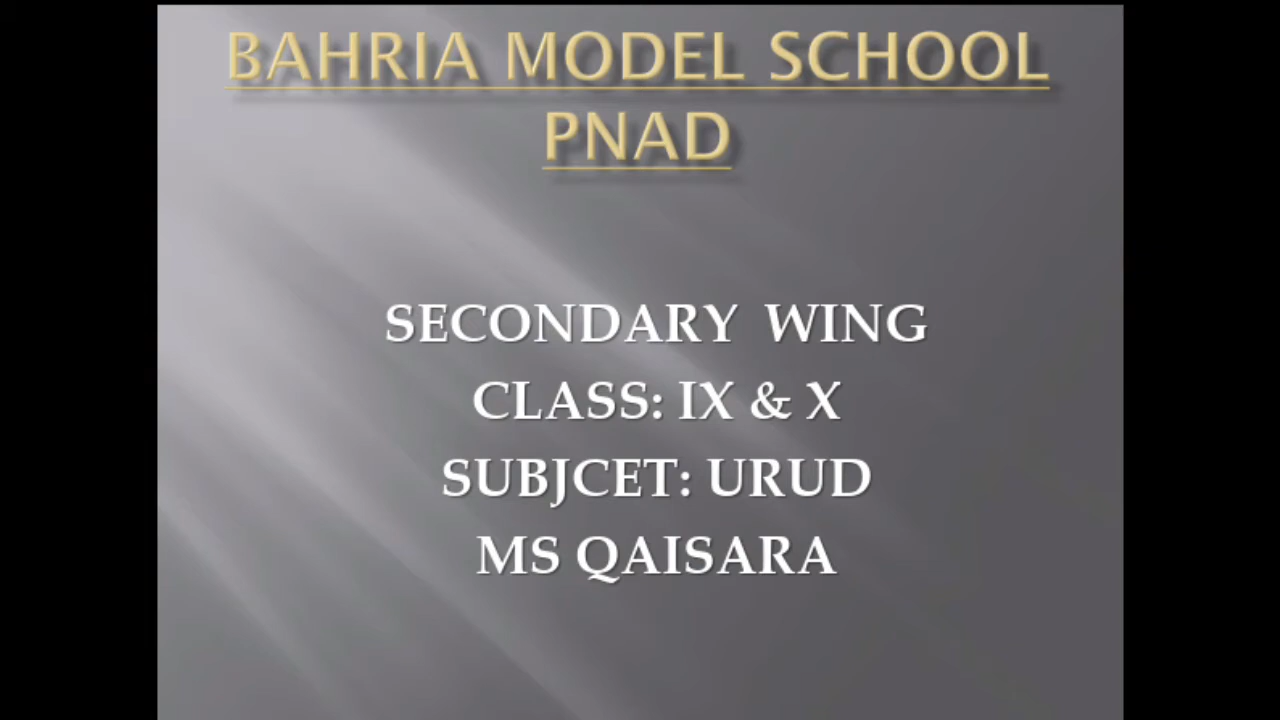 BAHRIA MODEL SCHOOL
PNAD
SECONDARY WING
CLASS: IX & X
SUBJCET: URUD
MS QAISARA